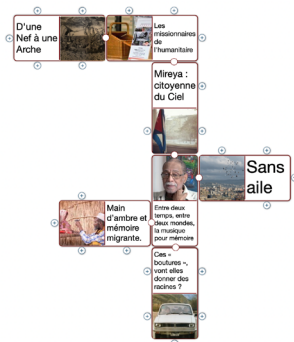 D'une
Nef à une
Arche
Les
missionnaires
de
l'humanitaire
Mireya :
citoyenne
du Ciel
Sans
aile
Entre deux
temps, entre
deux mondes,
la musique
pour mémoire
Main
d'ambre et
mémoire
migrante.
Ces «
boutures »,
vont elles
donner des
racines ?